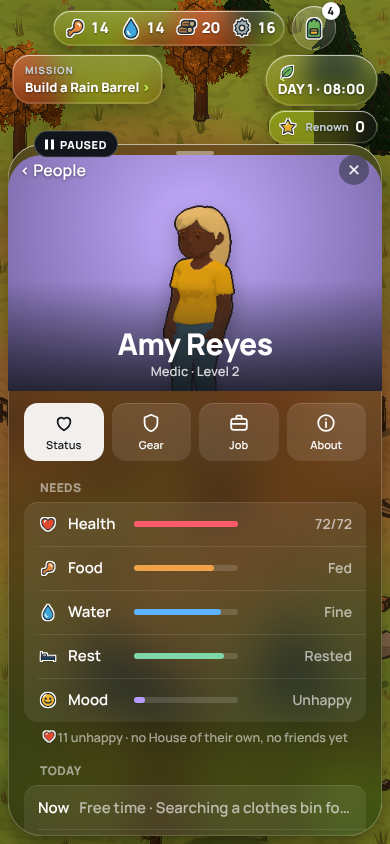 14 14 20 16
4
MISSION
Build a Rain Barrel ›
DAY 1 · 08:00
Renown 0
PAUSED
‹ People
Amy Reyes
Medic · Level 2
Status Gear Job About
NEEDS
Health 72/72
Food Fed
Water Fine
Rest Rested
Mood Unhappy
11 unhappy · no House of their own, no friends yet
TODAY
Now Free time · Searching a clothes bin fo…